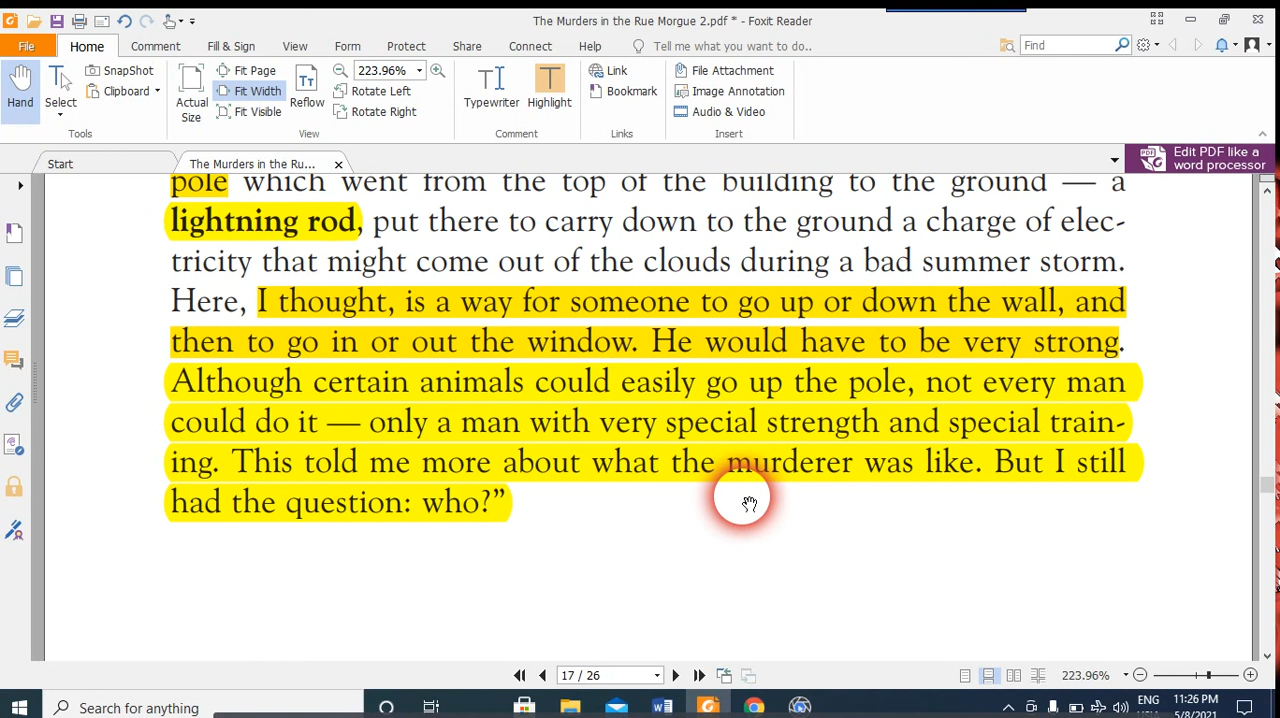 The Murders in the Rue Morgue 2.pdf * - Foxit Reader
File Home Comment Fill & Sign View Form Protect Share Connect Help Tell me what you want to do.. Find
Hand
Select
SnapShot
Clipboard
Tools
Actual Size
Fit Page
Fit Width
Fit Visible
Reflow
223.96%
Rotate Left
Rotate Right
View
Typewriter
Highlight
Comment
Link
Bookmark
Links
File Attachment
Image Annotation
Audio & Video
Insert
Start
The Murders in the Ru...
Edit PDF like a
word processor
pole which went from the top of the building to the ground — a
lightning rod, put there to carry down to the ground a charge of elec-
tricity that might come out of the clouds during a bad summer storm.
Here, I thought, is a way for someone to go up or down the wall, and
then to go in or out the window. He would have to be very strong.
Although certain animals could easily go up the pole, not every man
could do it — only a man with very special strength and special train-
ing. This told me more about what the murderer was like. But I still
had the question: who?”
17 / 26
223.96%
Search for anything
ENG
11:26 PM
5/8/2021